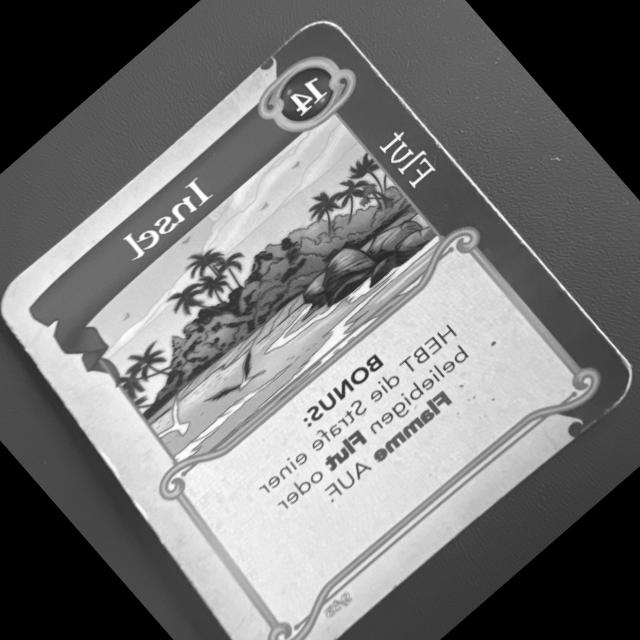 14
Insel
Flut
BONUS:
HEBT die Strafe einer
beliebigen Flut oder
Flamme AUF